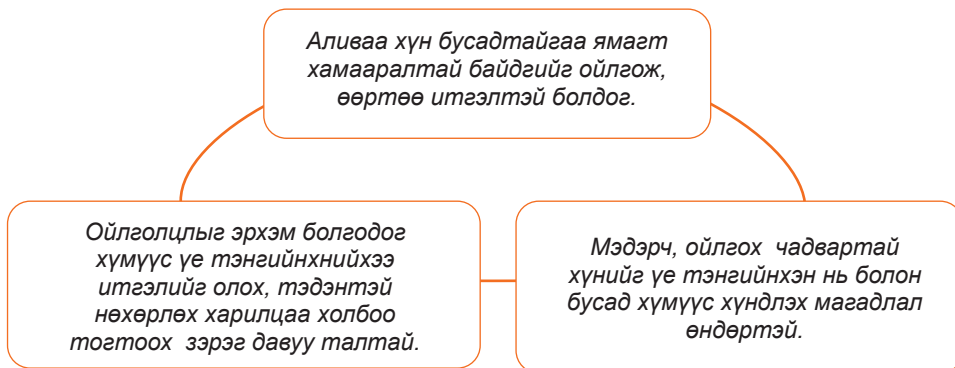 Аливаа хүн бусадтайгаа ямагт
хамааралтай байдгийг ойлгож,
өөртөө итгэлтэй болдог.
Ойлголцлыг эрхэм болгодог
хүмүүс үе тэнгийнхнийхээ
итгэлийг олох, тэдэнтэй
нөхөрлөх харилцаа холбоо
тогтоох зэрэг давуу талтай.
Мэдэрч, ойлгох чадвартай
хүнийг үе тэнгийнхэн нь болон
бусад хүмүүс хүндлэх магадлал
өндөртэй.